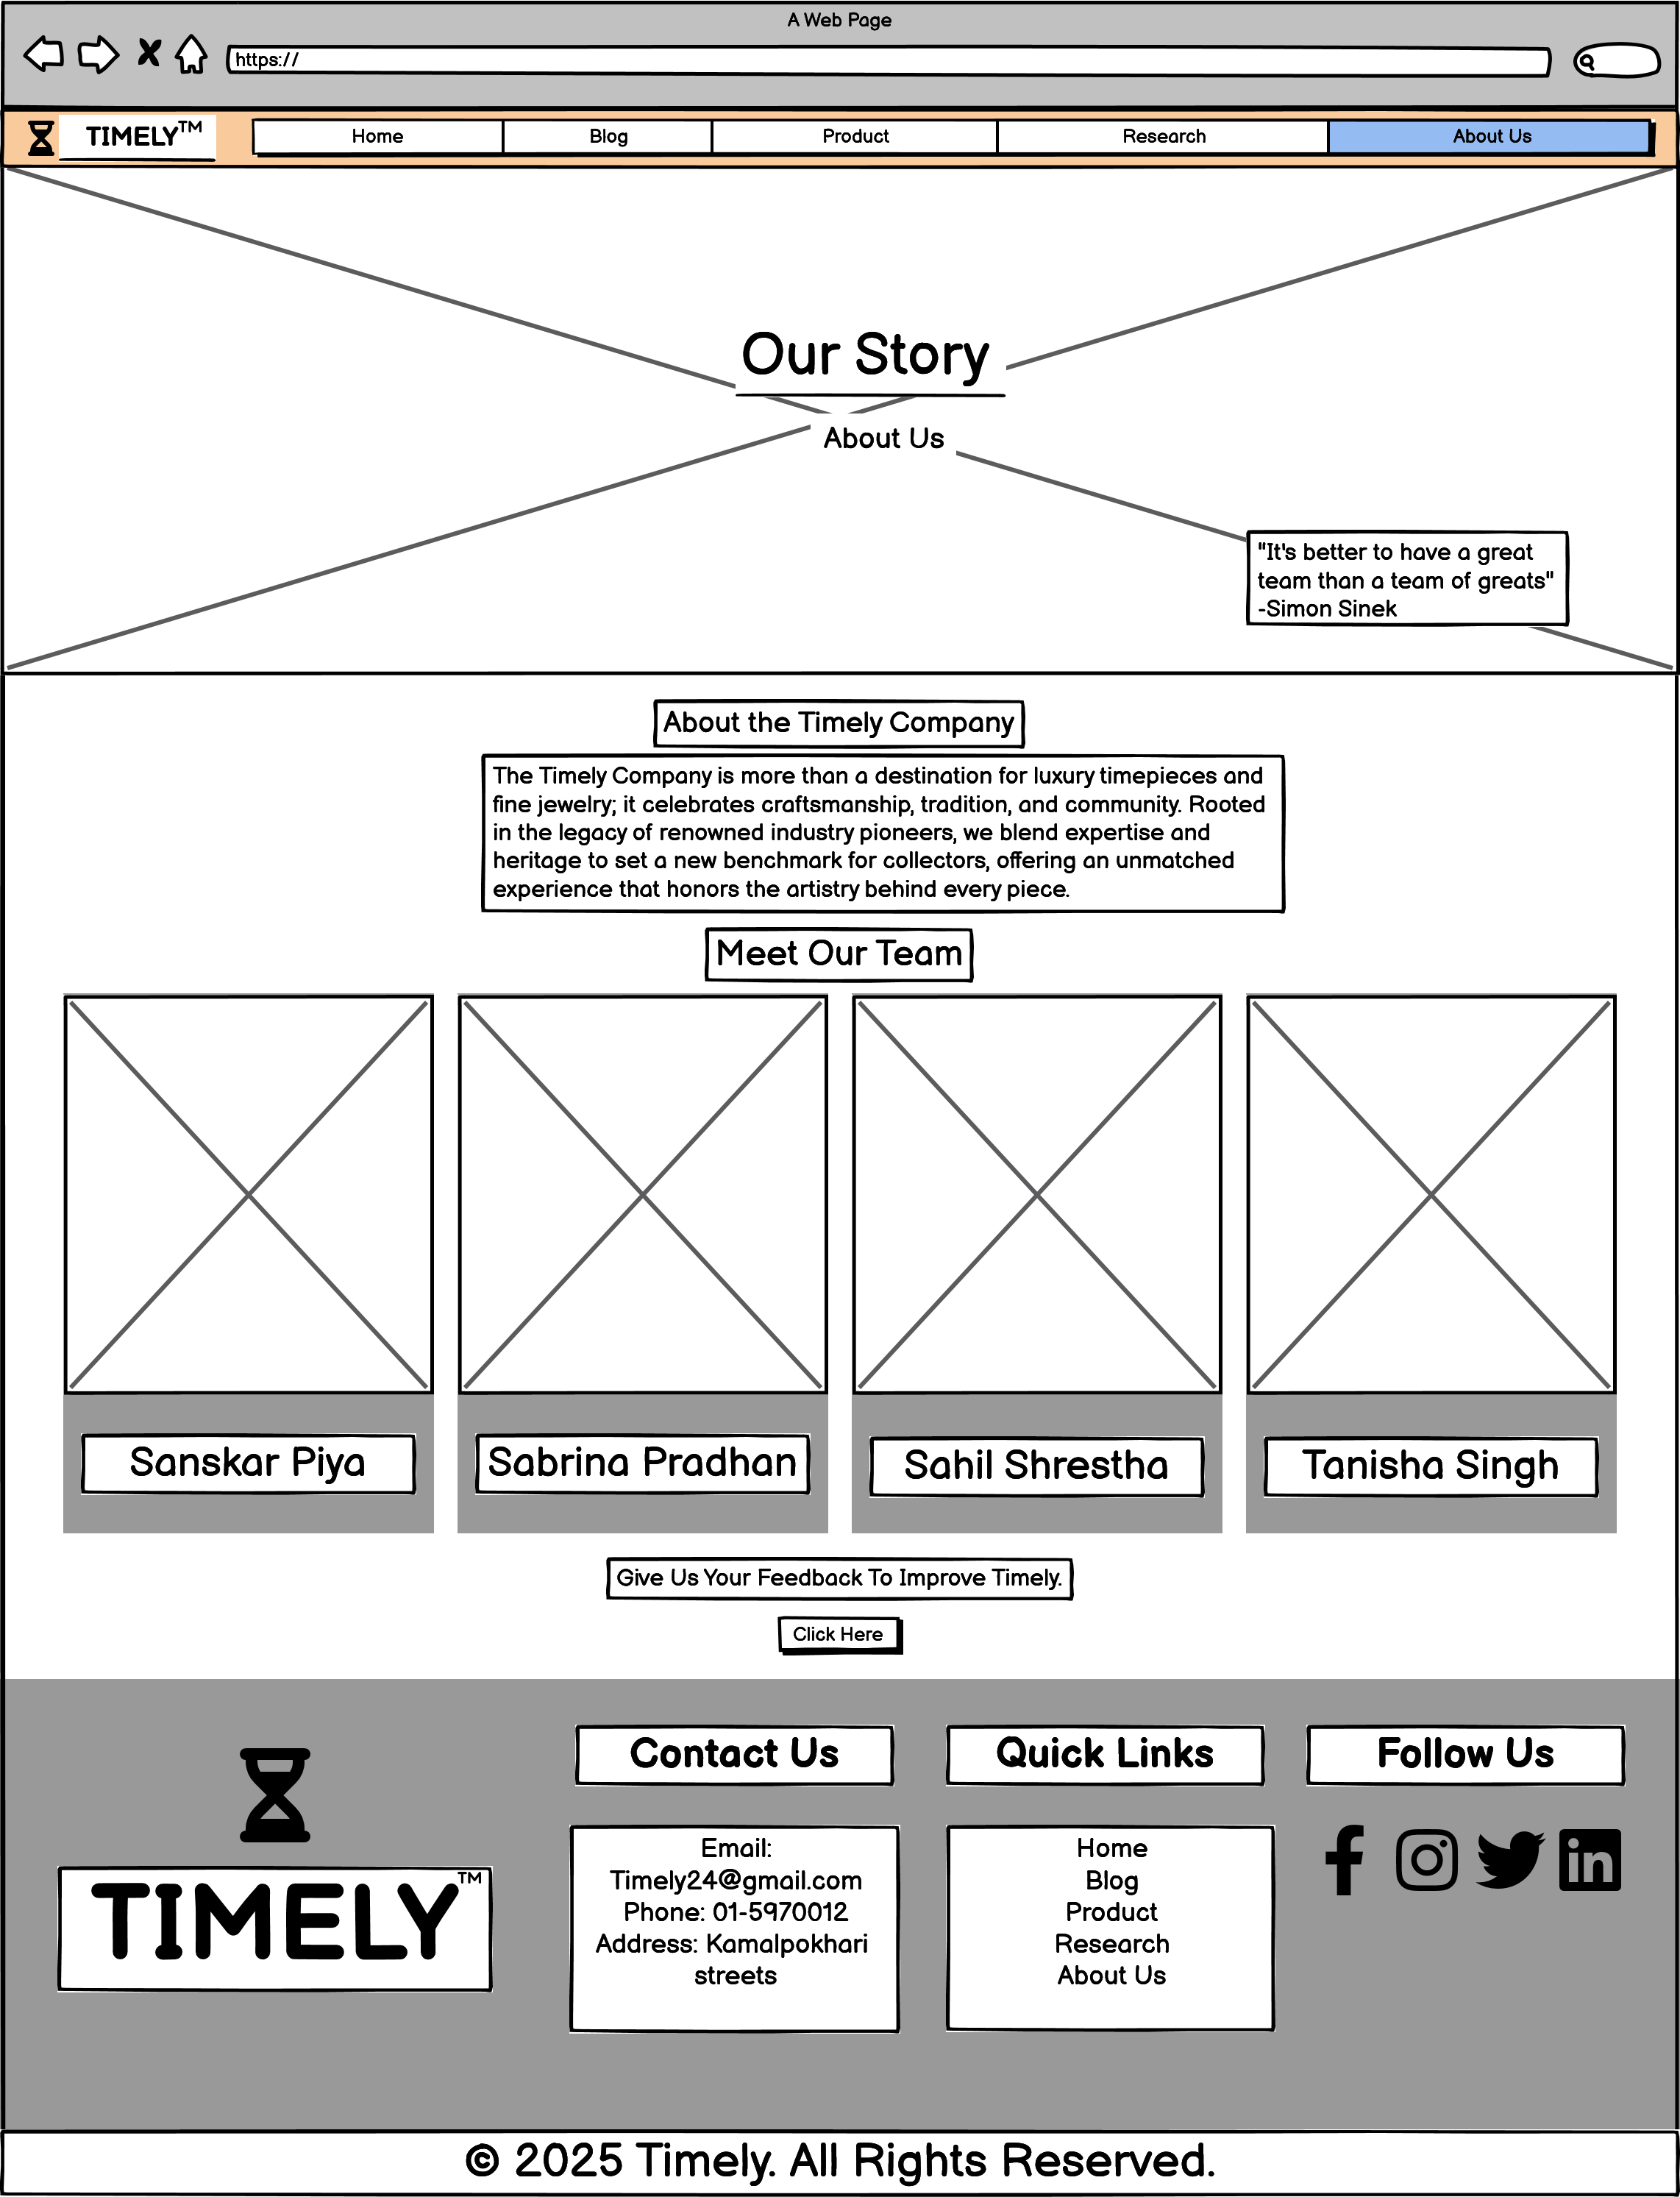 A Web Page
https://
TIMELY™
Home
Blog
Product
Research
About Us
Our Story
About Us
"It's better to have a great
team than a team of greats"
-Simon Sinek
About the Timely Company
The Timely Company is more than a destination for luxury timepieces and
fine jewelry; it celebrates craftsmanship, tradition, and community. Rooted
in the legacy of renowned industry pioneers, we blend expertise and
heritage to set a new benchmark for collectors, offering an unmatched
experience that honors the artistry behind every piece.
Meet Our Team
Sanskar Piya
Sabrina Pradhan
Sahil Shrestha
Tanisha Singh
Give Us Your Feedback To Improve Timely.
Click Here
TIMELY™
Contact Us
Email:
Timely24@gmail.com
Phone: 01-5970012
Address: Kamalpokhari
streets
Quick Links
Home
Blog
Product
Research
About Us
Follow Us
in
© 2025 Timely. All Rights Reserved.